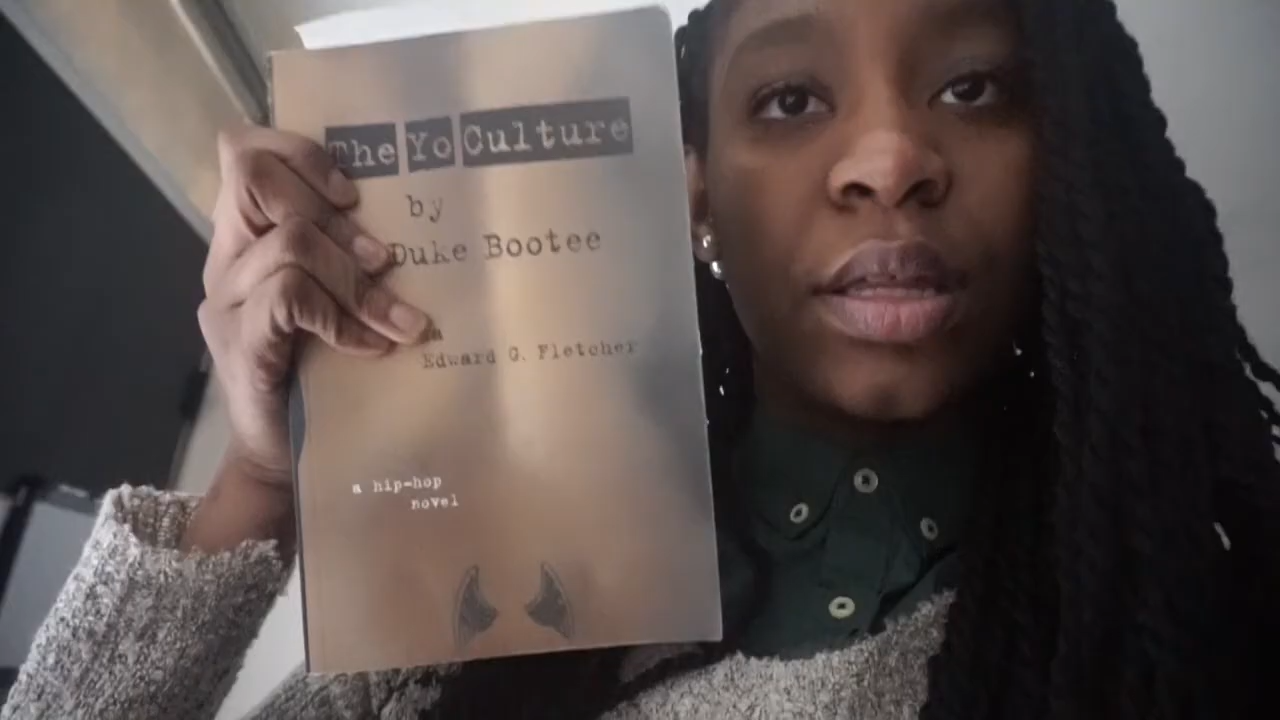 The Yo Culture
by
Duke Bootee
Edward G. Fletcher
a hip-hop
novel